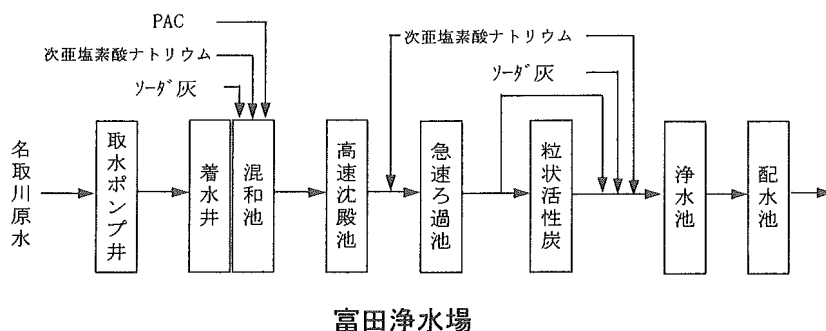 PAC
次亜塩素酸ナトリウム
ソーダ灰
次亜塩素酸ナトリウム
ソーダ灰
名取川原水
取水ポンプ井
着水井
混和池
高速沈殿池
急速ろ過池
粒状活性炭
浄水池
配水池
富田浄水場